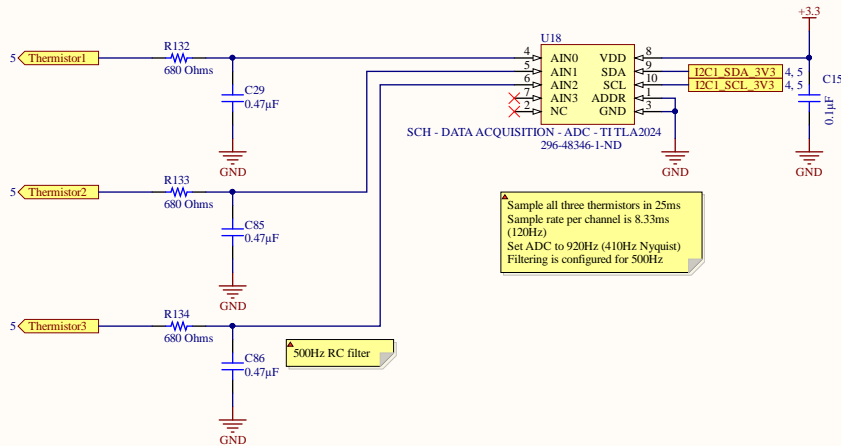 +3.3
U18
5 Thermistor1
R132
680 Ohms
C29
0.47µF
GND
4 AIN0 VDD 8
5 AIN1 SDA 9 I2C1_SDA_3V3 4, 5
6 AIN2 SCL 10 I2C1_SCL_3V3 4, 5
7 AIN3 ADDR 1
2 NC GND 3
C15
0.1µF
SCH - DATA ACQUISITION - ADC - TI TLA2024
296-48346-1-ND
GND
GND
5 Thermistor2
R133
680 Ohms
C85
0.47µF
GND
Sample all three thermistors in 25ms
Sample rate per channel is 8.33ms
(120Hz)
Set ADC to 920Hz (410Hz Nyquist)
Filtering is configured for 500Hz
5 Thermistor3
R134
680 Ohms
C86
0.47µF
GND
500Hz RC filter